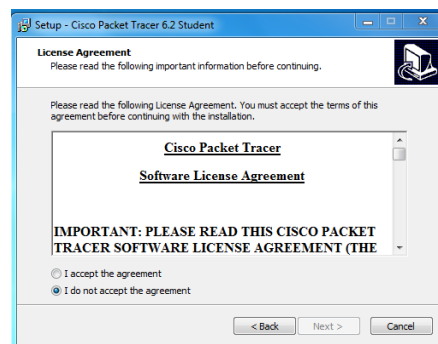 Setup - Cisco Packet Tracer 6.2 Student
License Agreement
Please read the following important information before continuing.
Please read the following License Agreement. You must accept the terms of this
agreement before continuing with the installation.
Cisco Packet Tracer
Software License Agreement
IMPORTANT: PLEASE READ THIS CISCO PACKET
TRACER SOFTWARE LICENSE AGREEMENT (THE
I accept the agreement
I do not accept the agreement
< Back Next > Cancel